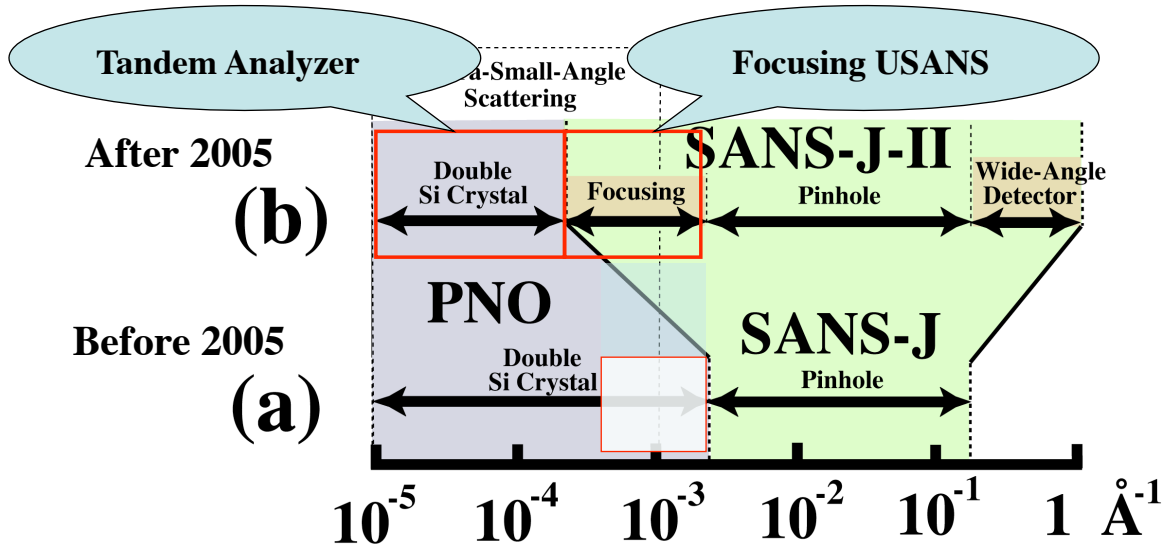 Tandem Analyzer
Focusing USANS
a-Small-Angle
Scattering
After 2005
(b)
SANS-J-II
Double
Si Crystal
Focusing
Pinhole
Wide-Angle
Detector
PNO
SANS-J
Before 2005
(a)
Double
Si Crystal
Pinhole
10⁻⁵ 10⁻⁴ 10⁻³ 10⁻² 10⁻¹ 1 Å⁻¹